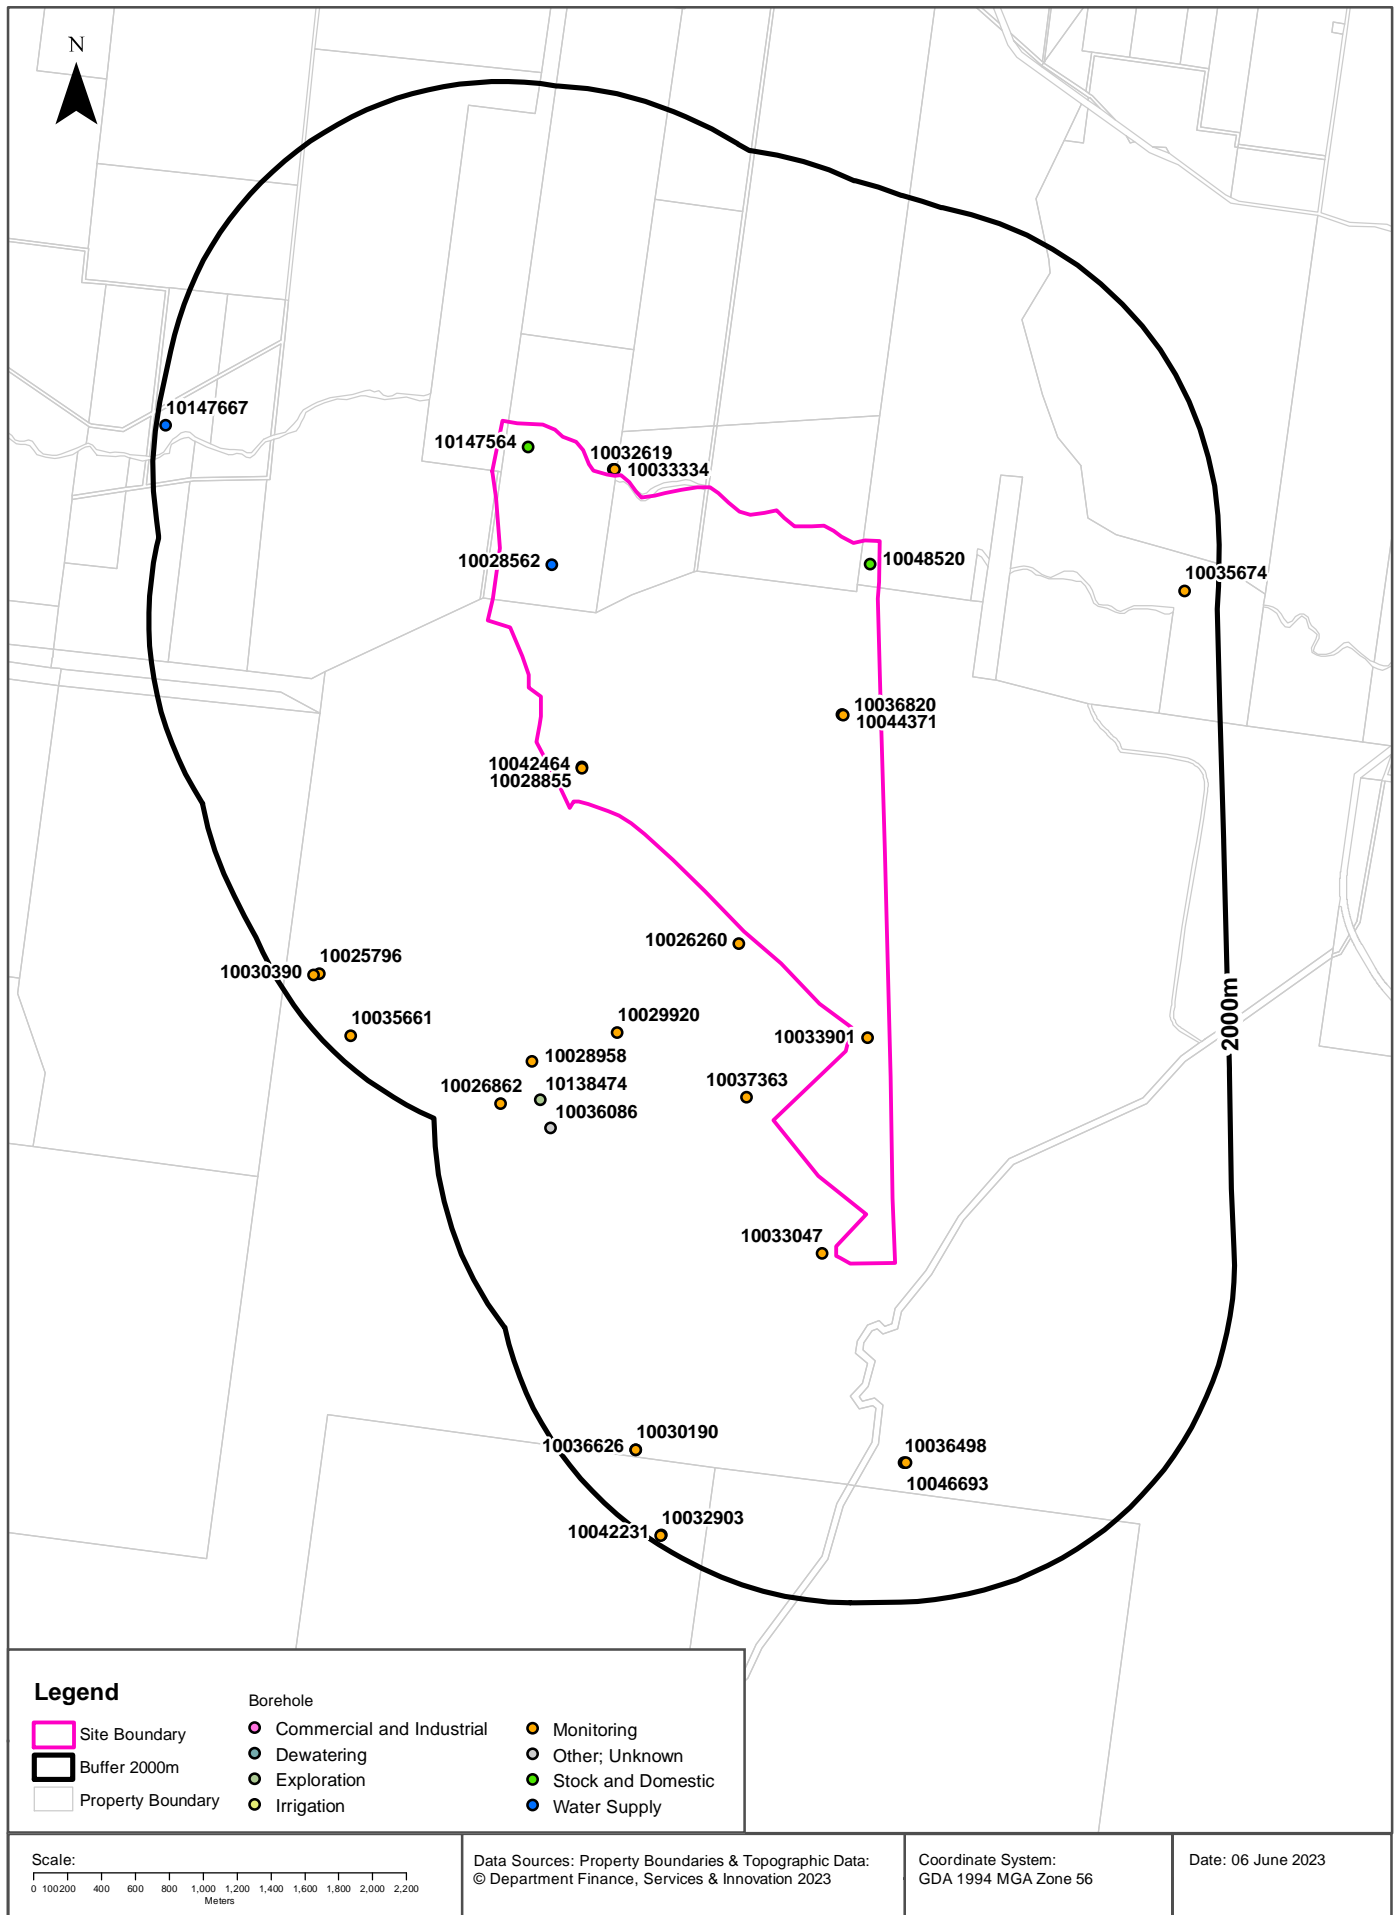 N
10147667
10147564
10032619
10033334
10028562
10048520
10035674
10036820
10044371
10042464
10028855
10026260
10025796
10030390
10035661
10029920
10033901
10028958
10138474
10026862
10036086
10037363
2000m
10033047
10030190
10036626
10036498
10046693
10032903
10042231
Legend
Site Boundary
Buffer 2000m
Property Boundary
Borehole
Commercial and Industrial
Dewatering
Exploration
Irrigation
Monitoring
Other; Unknown
Stock and Domestic
Water Supply
Scale:
0 100200 400 600 800 1,000 1,200 1,400 1,600 1,800 2,000 2,200
Meters
Data Sources: Property Boundaries & Topographic Data:
© Department Finance, Services & Innovation 2023
Coordinate System:
GDA 1994 MGA Zone 56
Date: 06 June 2023